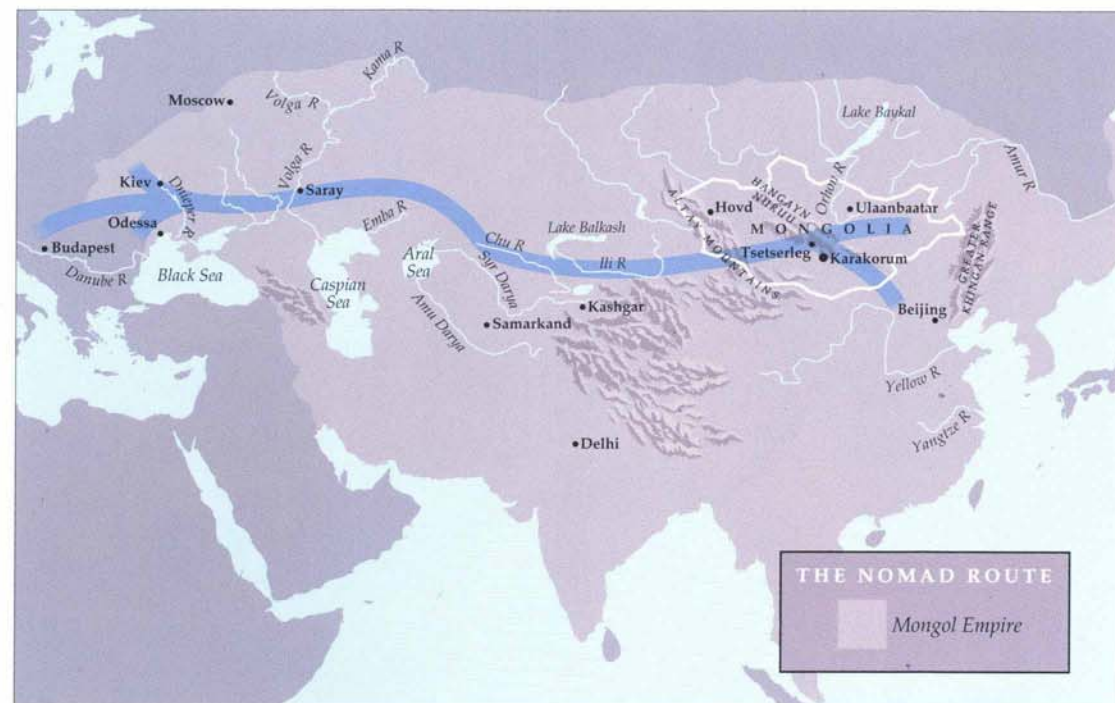 Kama R
Moscow
Volga R
Lake Baykal
Amur R
Volga R
Kiev
Dnieper R
Saray
Hovd
HANGAYN
NURUU
Orhon R
Ulaanbaatar
Odessa
Emba R
Lake Balkash
ALTAY MOUNTAINS
MONGOLIA
GREATER
KHINGAN RANGE
Budapest
Chu R
Tsetserleg
Karakorum
Danube R
Black Sea
Aral
Sea
Syr Darya
Ili R
Caspian
Sea
Kashgar
Beijing
Amu Darya
Samarkand
Yellow R
Yangtze R
Delhi
THE NOMAD ROUTE
Mongol Empire